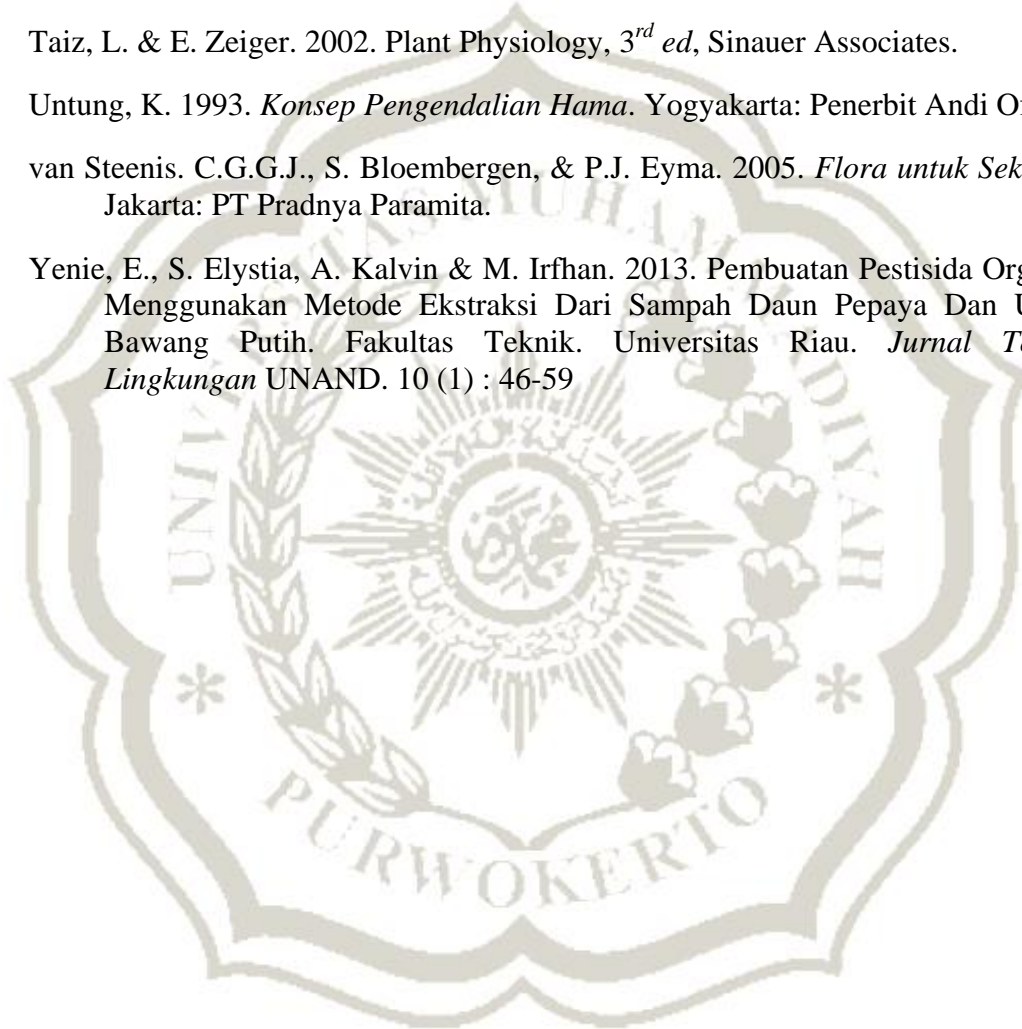 Taiz, L. & E. Zeiger. 2002. Plant Physiology, 3rd ed, Sinauer Associates.
Untung, K. 1993. Konsep Pengendalian Hama. Yogyakarta: Penerbit Andi
van Steenis. C.G.G.J., S. Bloembergen, & P.J. Eyma. 2005. Flora untuk
Jakarta: PT Pradnya Paramita.
Yenie, E., S. Elystia, A. Kalvin & M. Irfhan. 2013. Pembuatan Pestisida
Menggunakan Metode Ekstraksi Dari Sampah Daun Pepaya Dan
Bawang Putih. Fakultas Teknik. Universitas Riau. Jurnal
Lingkungan UNAND. 10 (1) : 46-59
UNIVERSITAS MUHAMMADIYAH
PURWOKERTO